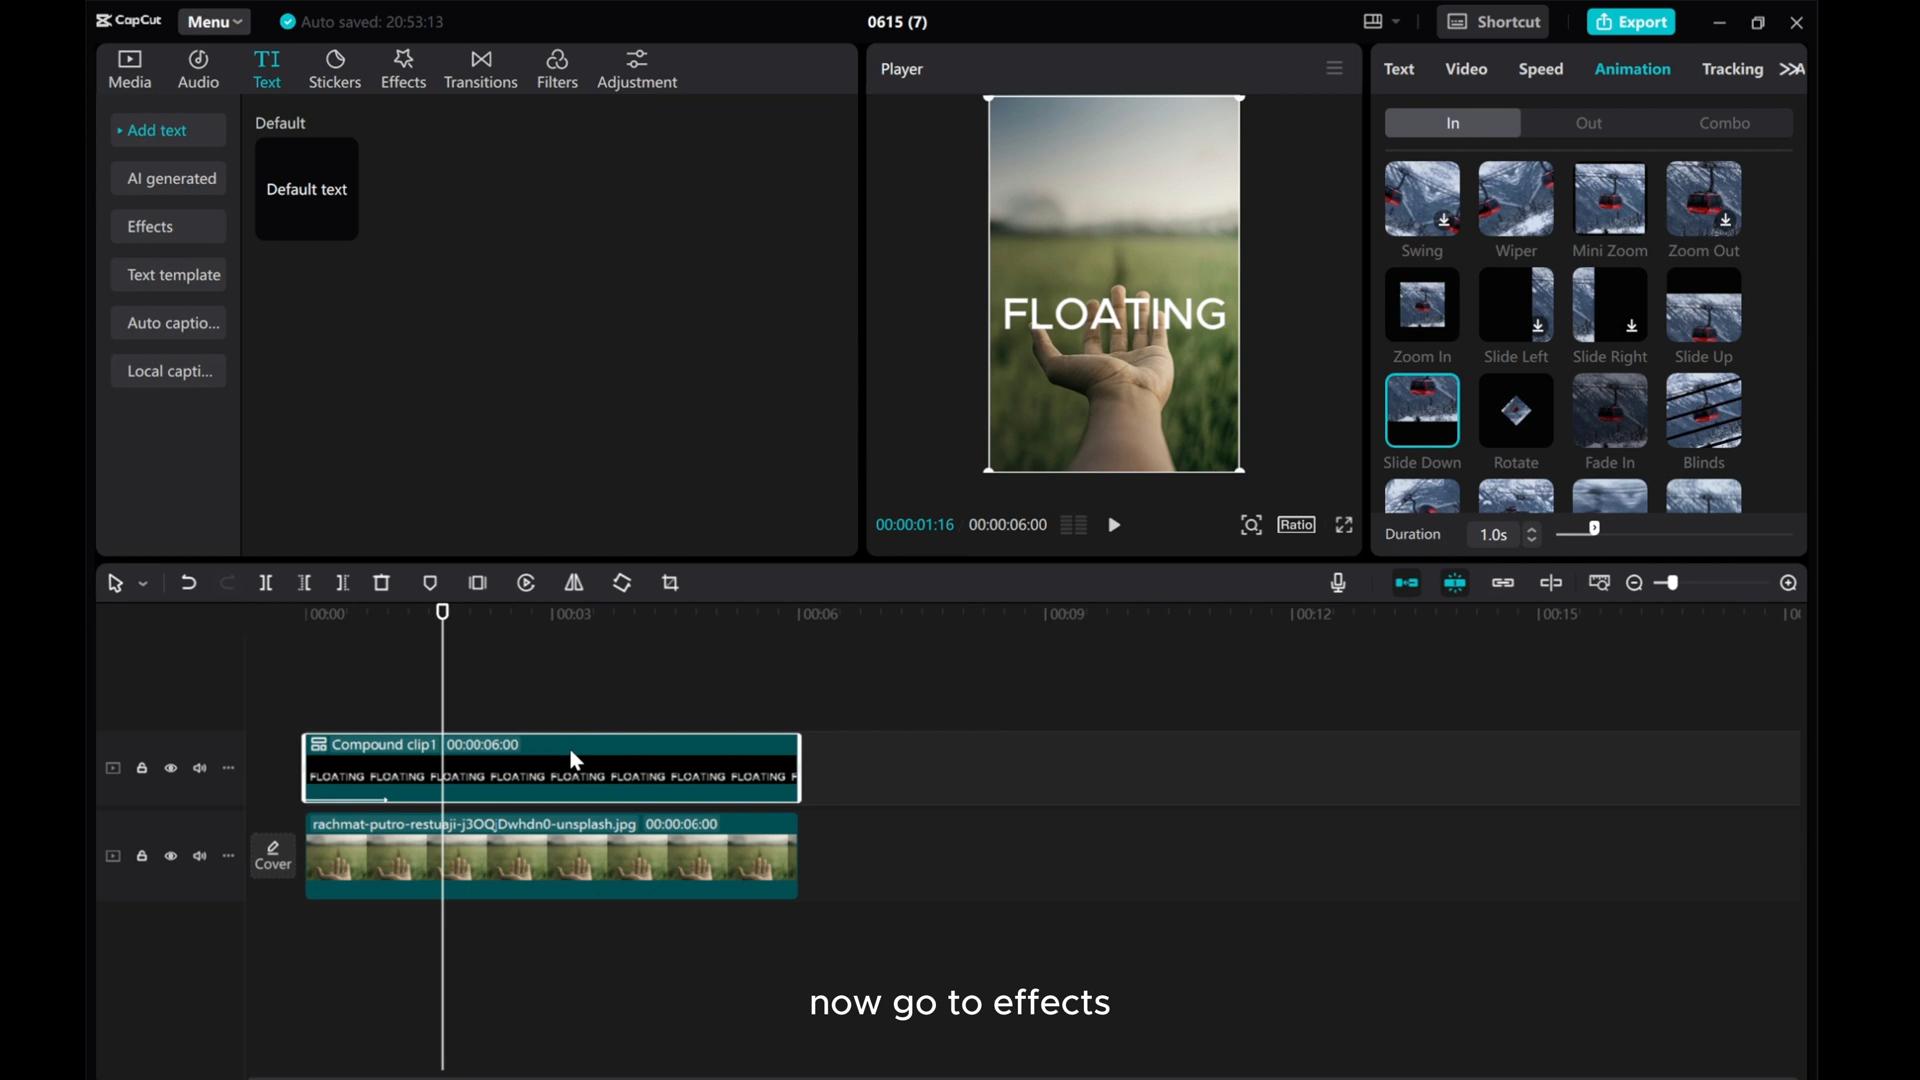 CapCut
Menu
Auto saved: 20:53:13
0615 (7)
Shortcut
Export
Media
Audio
TI
Text
Stickers
Effects
Transitions
Filters
Adjustment
Add text
AI generated
Effects
Text template
Auto captio...
Local capti...
Default
Default text
Player
FLOATING
00:00:01:16
00:00:06:00
Ratio
Text
Video
Speed
Animation
Tracking
In
Out
Combo
Swing
Wiper
Mini Zoom
Zoom Out
Zoom In
Slide Left
Slide Right
Slide Up
Slide Down
Rotate
Fade In
Blinds
Duration
1.0s
00:00
00:03
00:06
00:09
00:12
00:15
Compound clip1 00:00:06:00
FLOATING FLOATING FLOATING FLOATING FLOATING FLOATING FLOATING FLOATING F
Cover
rachmat-putro-restuaji-j3OQjDwhdn0-unsplash.jpg 00:00:06:00
now go to effects